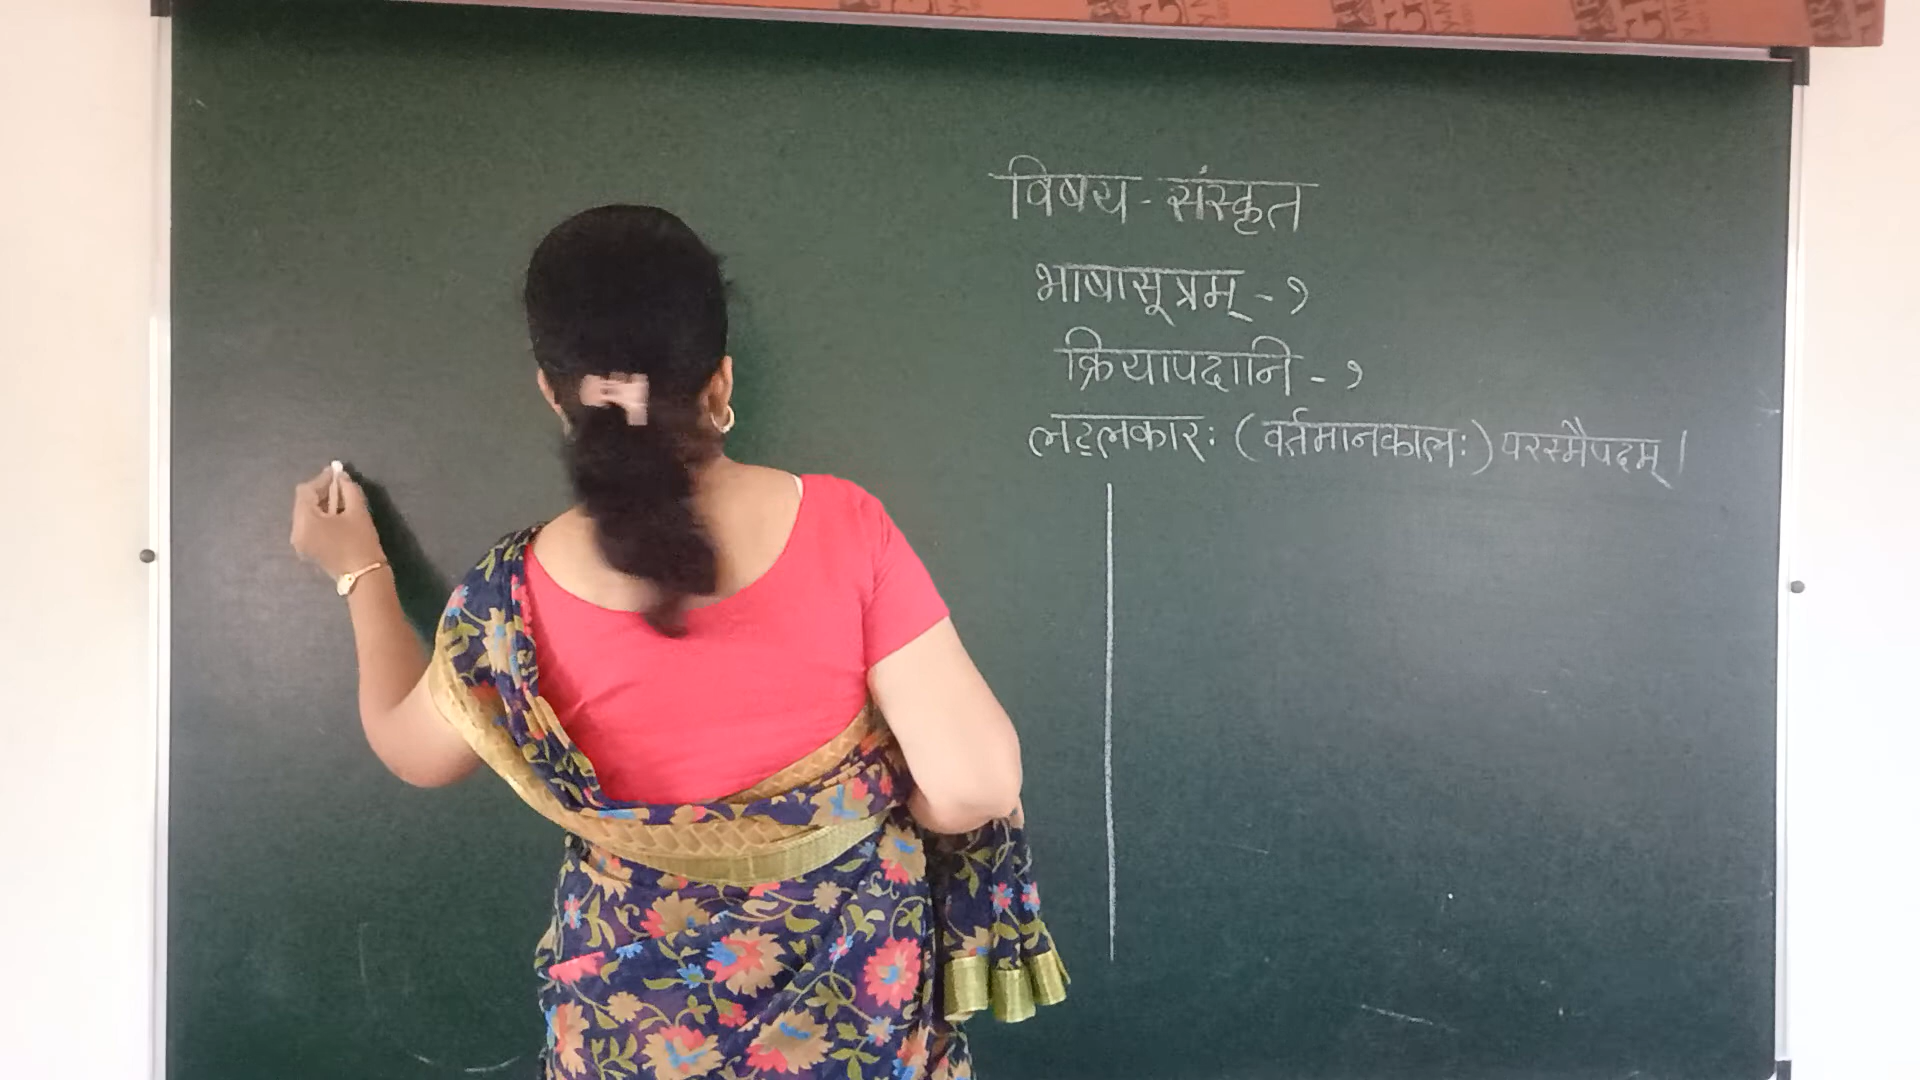 विषय - संस्कृत
भाषासूत्रम् - १
क्रियापदानि - १
लट्लकारः (वर्तमानकालः) परस्मैपदम् ।